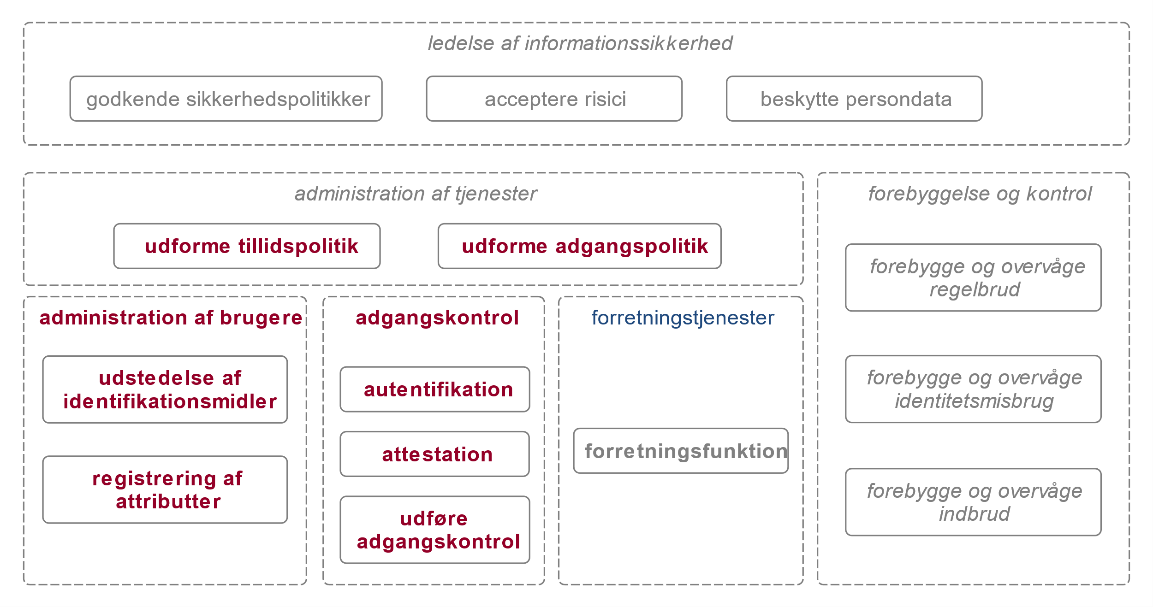 ledelse af informationssikkerhed
godkende sikkerhedspolitikker
acceptere risici
beskytte persondata
administration af tjenester
udforme tillidspolitik
udforme adgangspolitik
administration af brugere
udstedelse af
identifikationsmidler
registrering af
attributter
adgangskontrol
autentifikation
attestation
udføre
adgangskontrol
forretningstjenester
forretningsfunktion
forebyggelse og kontrol
forebygge og overvåge
regelbrud
forebygge og overvåge
identitetsmisbrug
forebygge og overvåge
indbrud